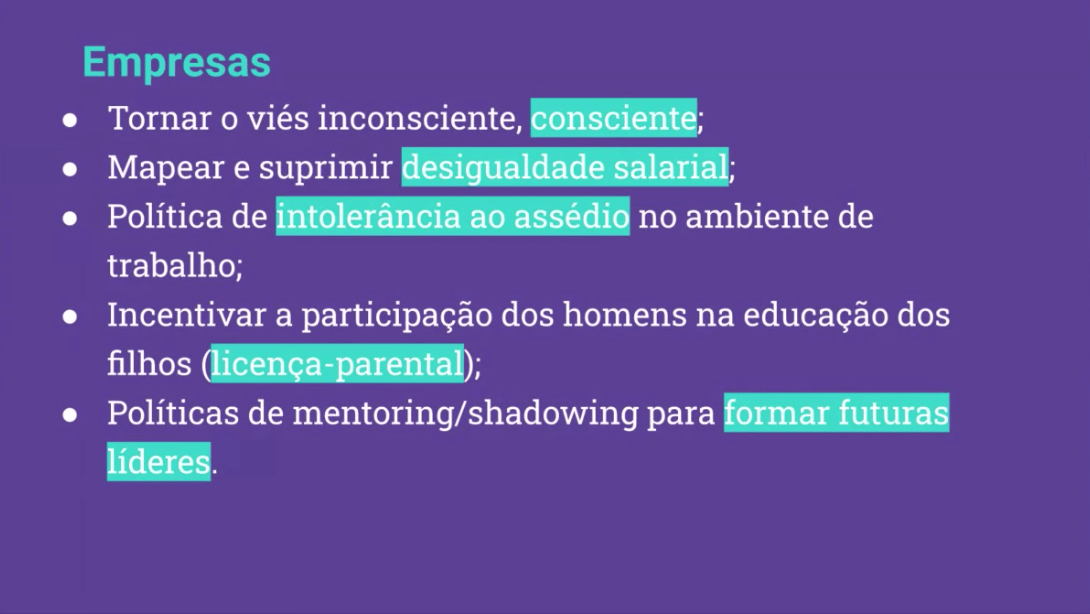 Empresas
● Tornar o viés inconsciente, consciente;
● Mapear e suprimir desigualdade salarial;
● Política de intolerância ao assédio no ambiente de
trabalho;
● Incentivar a participação dos homens na educação dos
filhos (licença-parental);
● Políticas de mentoring/shadowing para formar futuras
líderes.